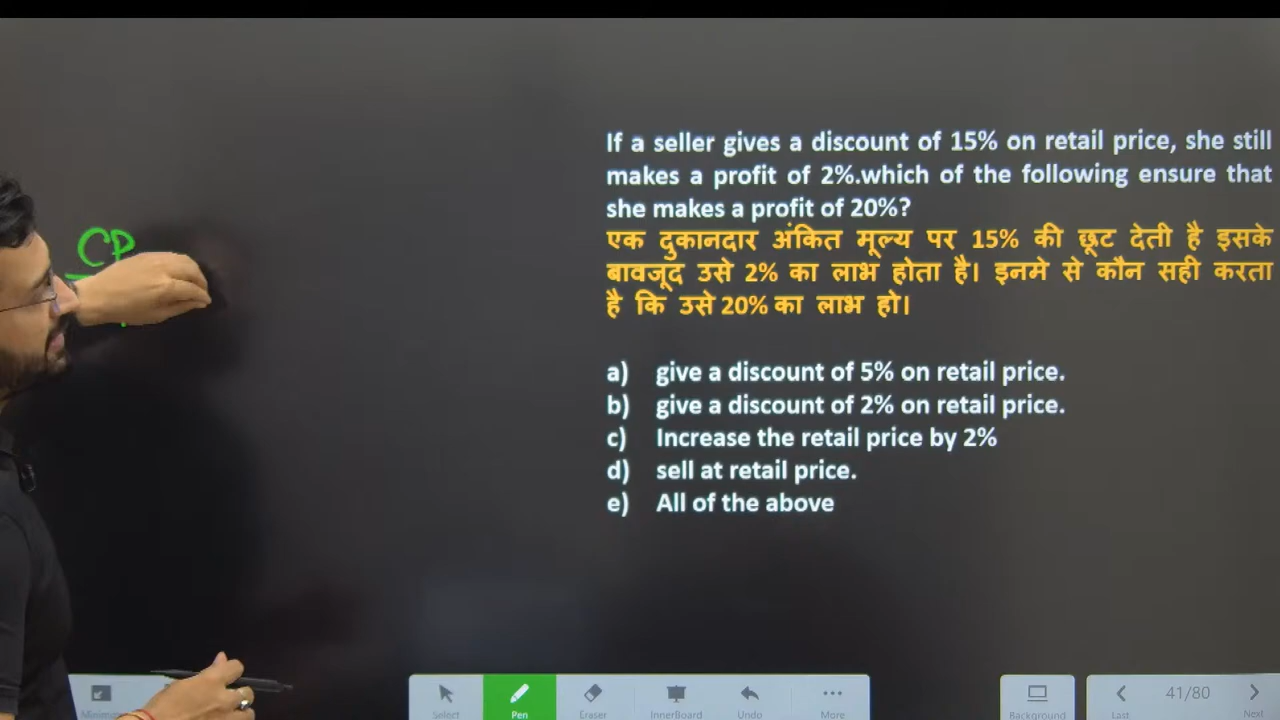 If a seller gives a discount of 15% on retail price, she still
makes a profit of 2%.which of the following ensure that
she makes a profit of 20%?
एक दुकानदार अंकित मूल्य पर 15% की छूट देती है इसके
बावजूद उसे 2% का लाभ होता है। इनमे से कौन सही करता
है कि उसे 20% का लाभ हो।
CP
a) give a discount of 5% on retail price.
b) give a discount of 2% on retail price.
c) Increase the retail price by 2%
d) sell at retail price.
e) All of the above
Select Pen Eraser InnerBoard Undo More Background Last 41/80 Next